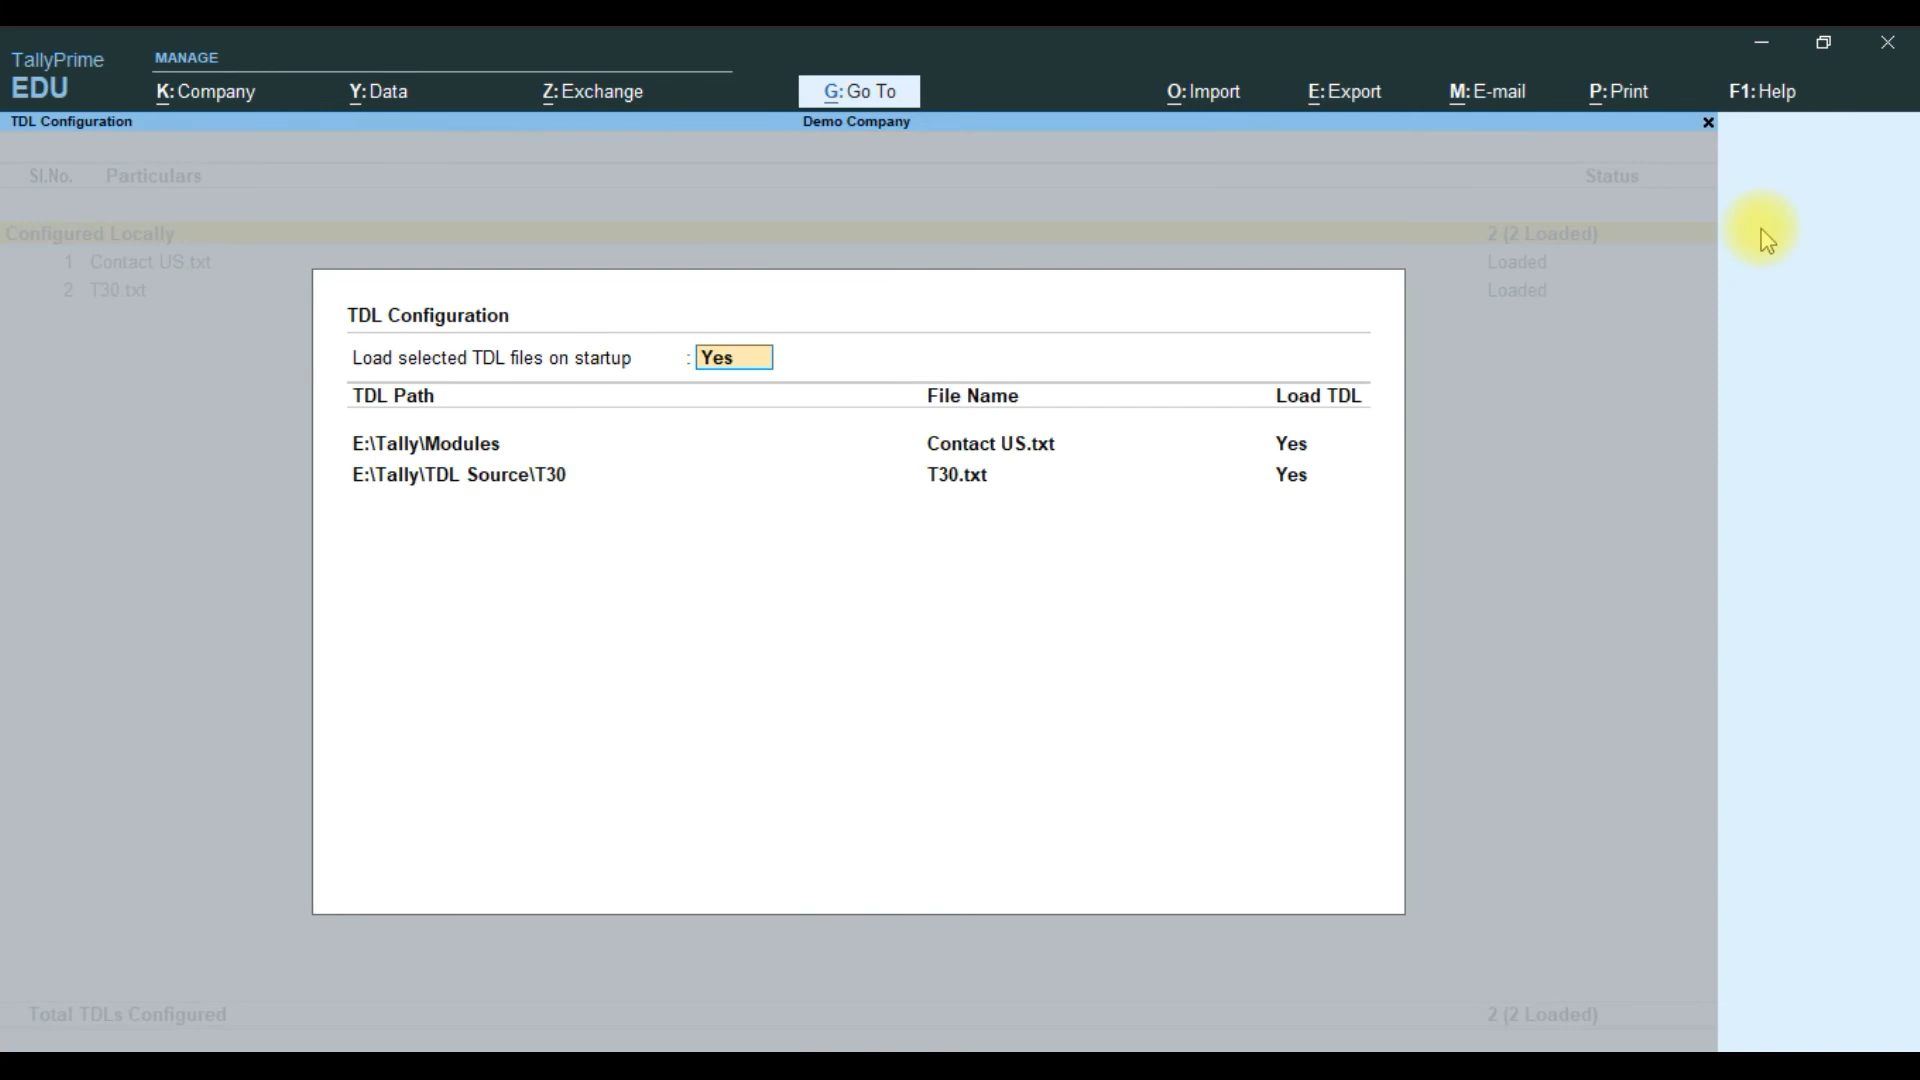 TallyPrime
EDU
MANAGE
K: Company Y: Data Z: Exchange G: Go To O: Import E: Export M: E-mail P: Print F1: Help
TDL Configuration Demo Company
Sl.No. Particulars Status
Configured Locally 2 (2 Loaded)
1 Contact US.txt Loaded
2 T30.txt Loaded
TDL Configuration
Load selected TDL files on startup : Yes
TDL Path File Name Load TDL
E:\Tally\Modules Contact US.txt Yes
E:\Tally\TDL Source\T30 T30.txt Yes
Total TDLs Configured 2 (2 Loaded)